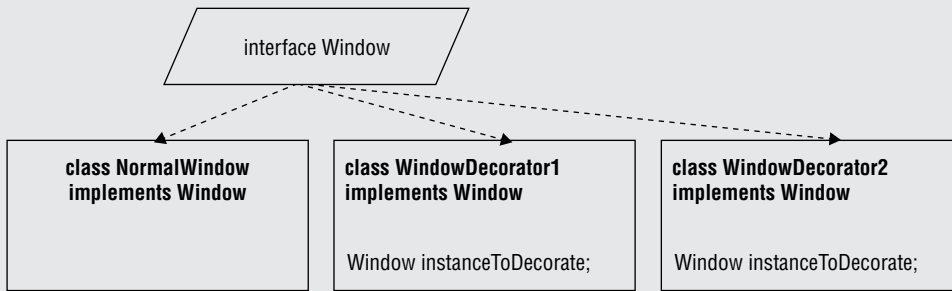 interface Window
class NormalWindow
implements Window
class WindowDecorator1
implements Window
Window instanceToDecorate;
class WindowDecorator2
implements Window
Window instanceToDecorate;